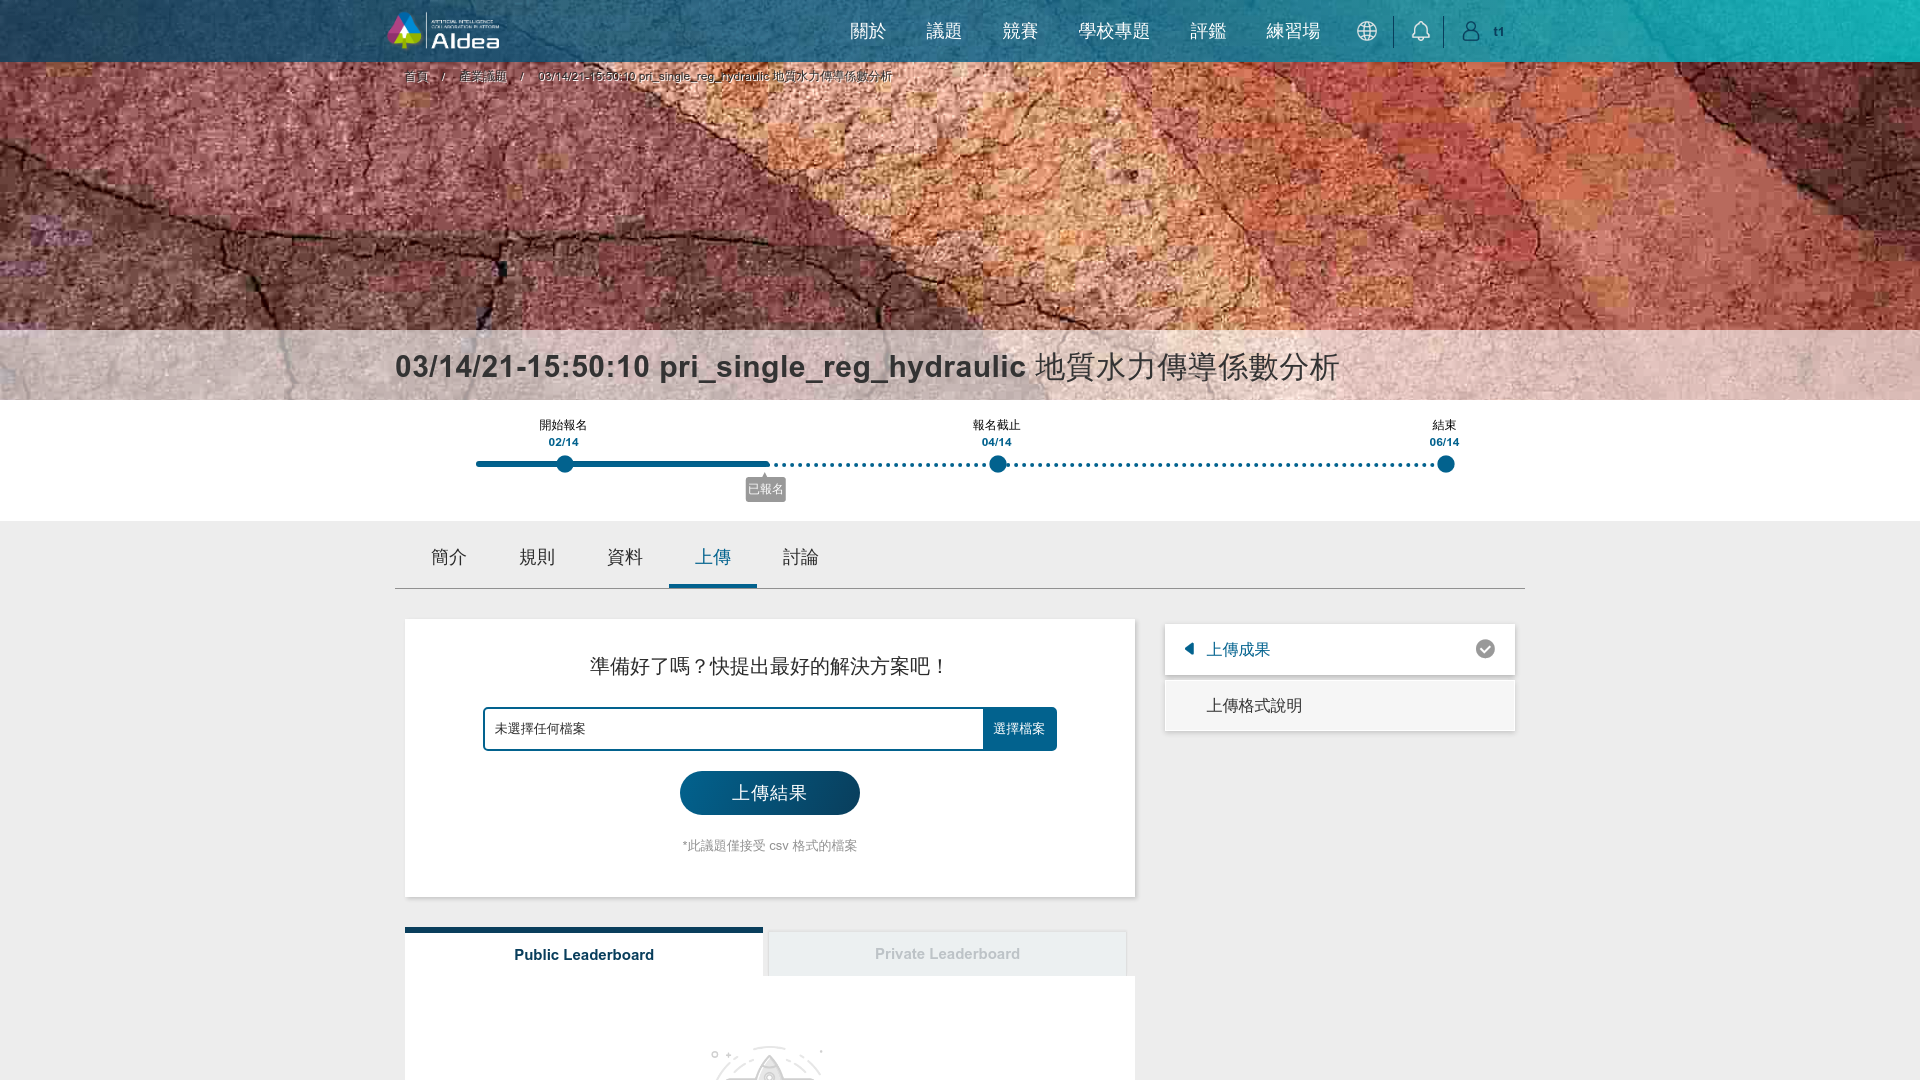 ARTIFICIAL INTELLIGENCE
COLLABORATION PLATFORM
AIdea
關於 議題 競賽 學校專題 評鑑 練習場 t1
首頁 / 產業議題 / 03/14/21-15:50:10 pri_single_reg_hydraulic 地質水力傳導係數分析
03/14/21-15:50:10 pri_single_reg_hydraulic 地質水力傳導係數分析
開始報名 報名截止 結束
02/14 04/14 06/14
已報名
簡介 規則 資料 上傳 討論
準備好了嗎？快提出最好的解決方案吧！
未選擇任何檔案 選擇檔案
上傳結果
*此議題僅接受 csv 格式的檔案
上傳成果
上傳格式說明
Public Leaderboard Private Leaderboard